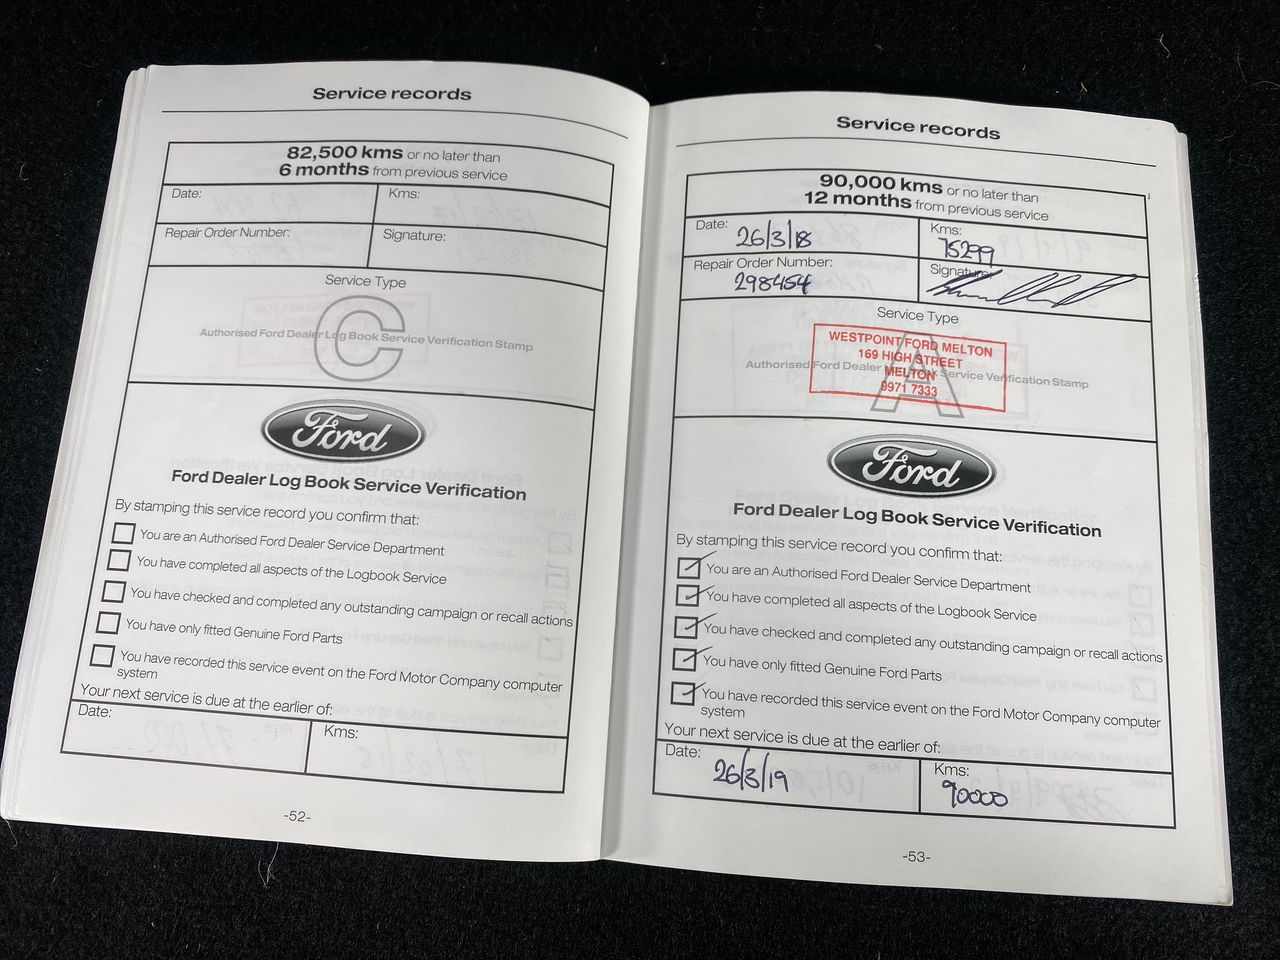 Service records
82,500 kms or no later than
6 months from previous service
Date:
Kms:
Repair Order Number:
Signature:
Service Type
C
Authorised Ford Dealer Log Book Service Verification Stamp
Ford
Ford Dealer Log Book Service Verification
By stamping this service record you confirm that:
You are an Authorised Ford Dealer Service Department
You have completed all aspects of the Logbook Service
You have checked and completed any outstanding campaign or recall actions
You have only fitted Genuine Ford Parts
You have recorded this service event on the Ford Motor Company computer
system
Your next service is due at the earlier of:
Date:
Kms:
-52-
Service records
90,000 kms or no later than
12 months from previous service
Date: 26/3/18
Kms: 75299
Repair Order Number: 298454
Signature:
Service Type
WESTPOINT FORD MELTON
169 HIGH STREET
MELTON
9971 7333
A
Authorised Ford Dealer Book Service Verification Stamp
Ford
Ford Dealer Log Book Service Verification
By stamping this service record you confirm that:
You are an Authorised Ford Dealer Service Department
You have completed all aspects of the Logbook Service
You have checked and completed any outstanding campaign or recall actions
You have only fitted Genuine Ford Parts
You have recorded this service event on the Ford Motor Company computer
system
Your next service is due at the earlier of:
Date: 26/3/19
Kms: 90000
-53-